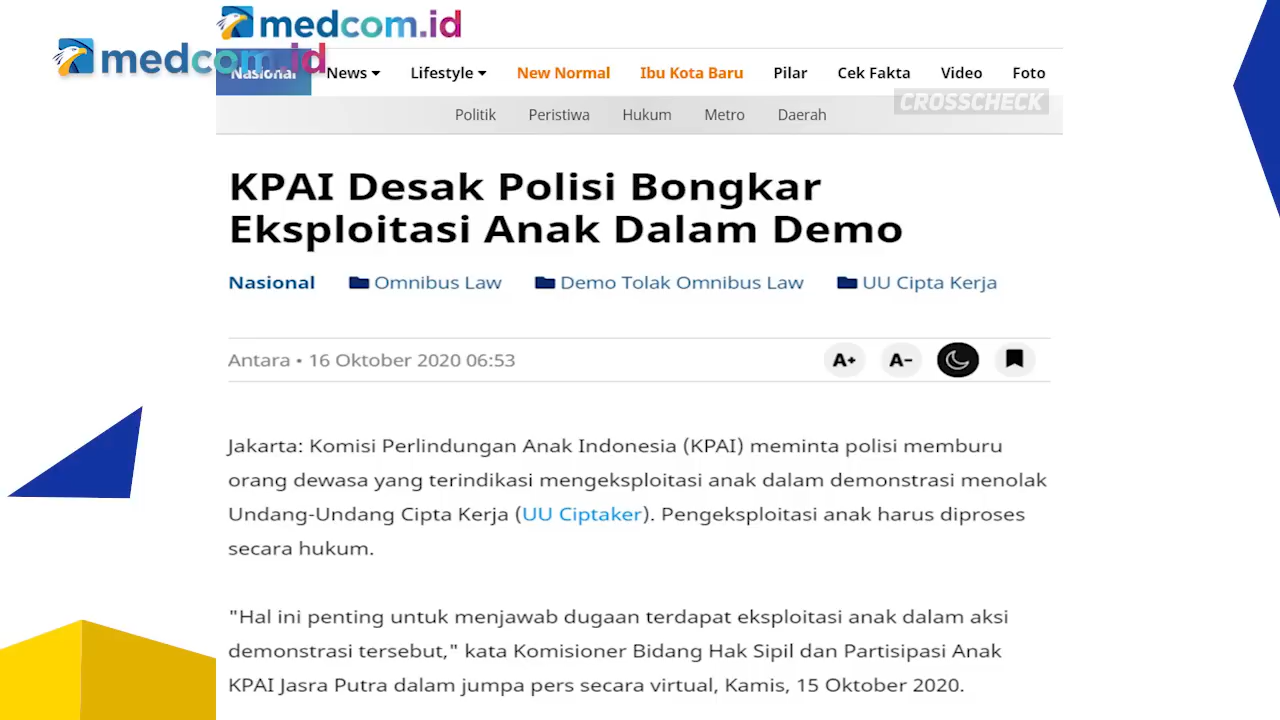 medcom.id
medcom.id
Nasional News Lifestyle New Normal Ibu Kota Baru Pilar Cek Fakta Video Foto
CROSSCHECK
Politik Peristiwa Hukum Metro Daerah
KPAI Desak Polisi Bongkar
Eksploitasi Anak Dalam Demo
Nasional Omnibus Law Demo Tolak Omnibus Law UU Cipta Kerja
Antara • 16 Oktober 2020 06:53 A+ A-
Jakarta: Komisi Perlindungan Anak Indonesia (KPAI) meminta polisi memburu
orang dewasa yang terindikasi mengeksploitasi anak dalam demonstrasi menolak
Undang-Undang Cipta Kerja (UU Ciptaker). Pengeksploitasi anak harus diproses
secara hukum.
"Hal ini penting untuk menjawab dugaan terdapat eksploitasi anak dalam aksi
demonstrasi tersebut," kata Komisioner Bidang Hak Sipil dan Partisipasi Anak
KPAI Jasra Putra dalam jumpa pers secara virtual, Kamis, 15 Oktober 2020.